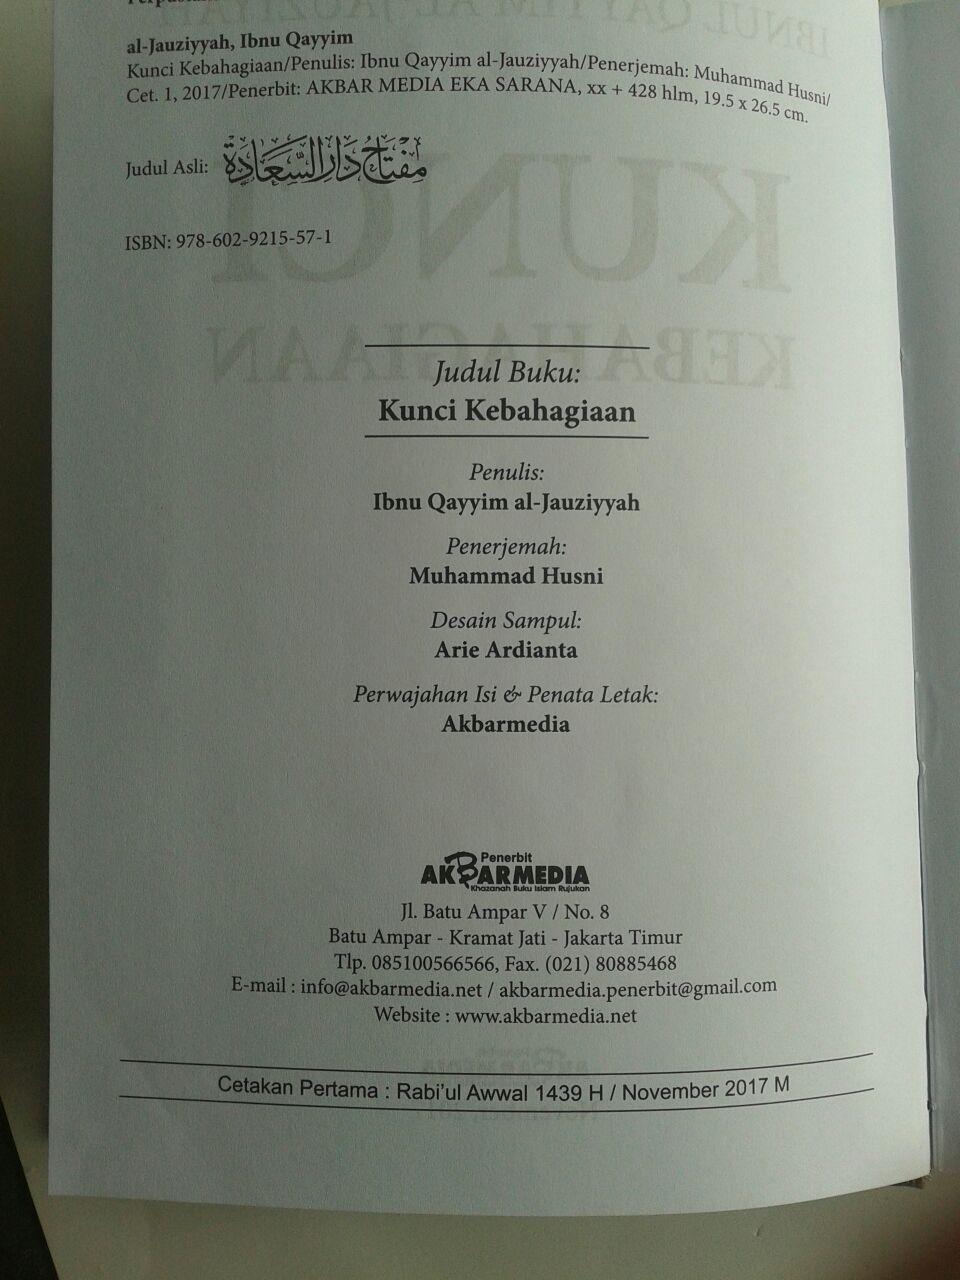 al-Jauziyyah, Ibnu Qayyim
Kunci Kebahagiaan/Penulis: Ibnu Qayyim al-Jauziyyah/Penerjemah: Muhammad Husni/
Cet. 1, 2017/Penerbit: AKBAR MEDIA EKA SARANA, xx + 428 hlm, 19.5 x 26.5 cm.
Judul Asli: مِفْتَاحُ دَارِ السَّعَادَةِ
ISBN: 978-602-9215-57-1
Judul Buku:
Kunci Kebahagiaan
Penulis:
Ibnu Qayyim al-Jauziyyah
Penerjemah:
Muhammad Husni
Desain Sampul:
Arie Ardianta
Perwajahan Isi & Penata Letak:
Akbarmedia
Penerbit
AKBARMEDIA
Khazanah Buku Islam Rujukan
Jl. Batu Ampar V / No. 8
Batu Ampar - Kramat Jati - Jakarta Timur
Tlp. 085100566566, Fax. (021) 80885468
E-mail : info@akbarmedia.net / akbarmedia.penerbit@gmail.com
Website : www.akbarmedia.net
Cetakan Pertama : Rabi'ul Awwal 1439 H / November 2017 M